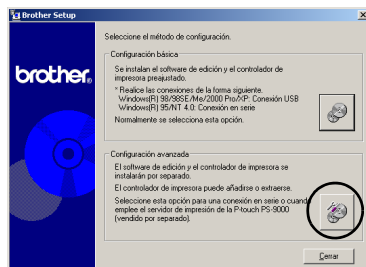 Brother Setup
Seleccione el método de configuración.
brother®
Configuración básica
Se instalan el software de edición y el controlador de
impresora preajustado.
* Realice las conexiones de la forma siguiente.
Windows(R) 98/98SE/Me/2000 Pro/XP: Conexión USB
Windows(R) 95/NT 4.0: Conexión en serie
Normalmente se selecciona esta opción.
Configuración avanzada
El software de edición y el controlador de impresora se
instalarán por separado.
El controlador de impresora puede añadirse o extraerse.
Seleccione esta opción para una conexión en serie o cuando
emplee el servidor de impresión de la P-touch PS-9000
(vendido por separado).
Cerrar